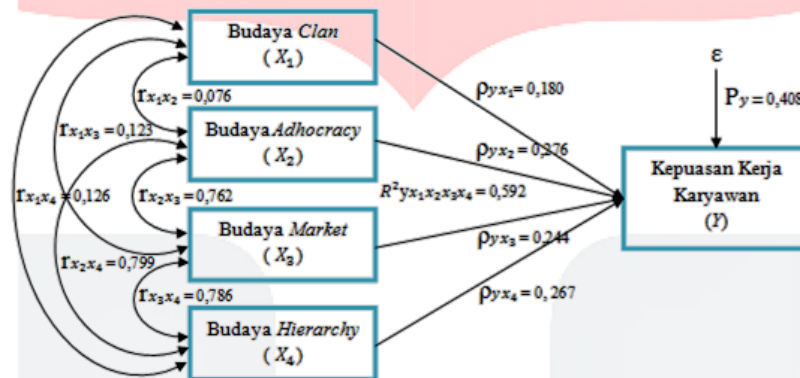 Budaya Clan
( X₁ )
ε
Pᵧ = 0,408
ρyx₁= 0,180
rx₁x₂ = 0,076
rx₁x₃ = 0,123
Budaya Adhocracy
( X₂ )
ρyx₂ = 0,276
Kepuasan Kerja
Karyawan
(Y)
rx₁x₄ = 0,126
rx₂x₃ = 0,762
R²yx₁x₂x₃x₄ = 0,592
Budaya Market
( X₃ )
ρyx₃ = 0,244
rx₂x₄ = 0,799
rx₃x₄ = 0,786
ρyx₄ = 0,267
Budaya Hierarchy
( X₄ )